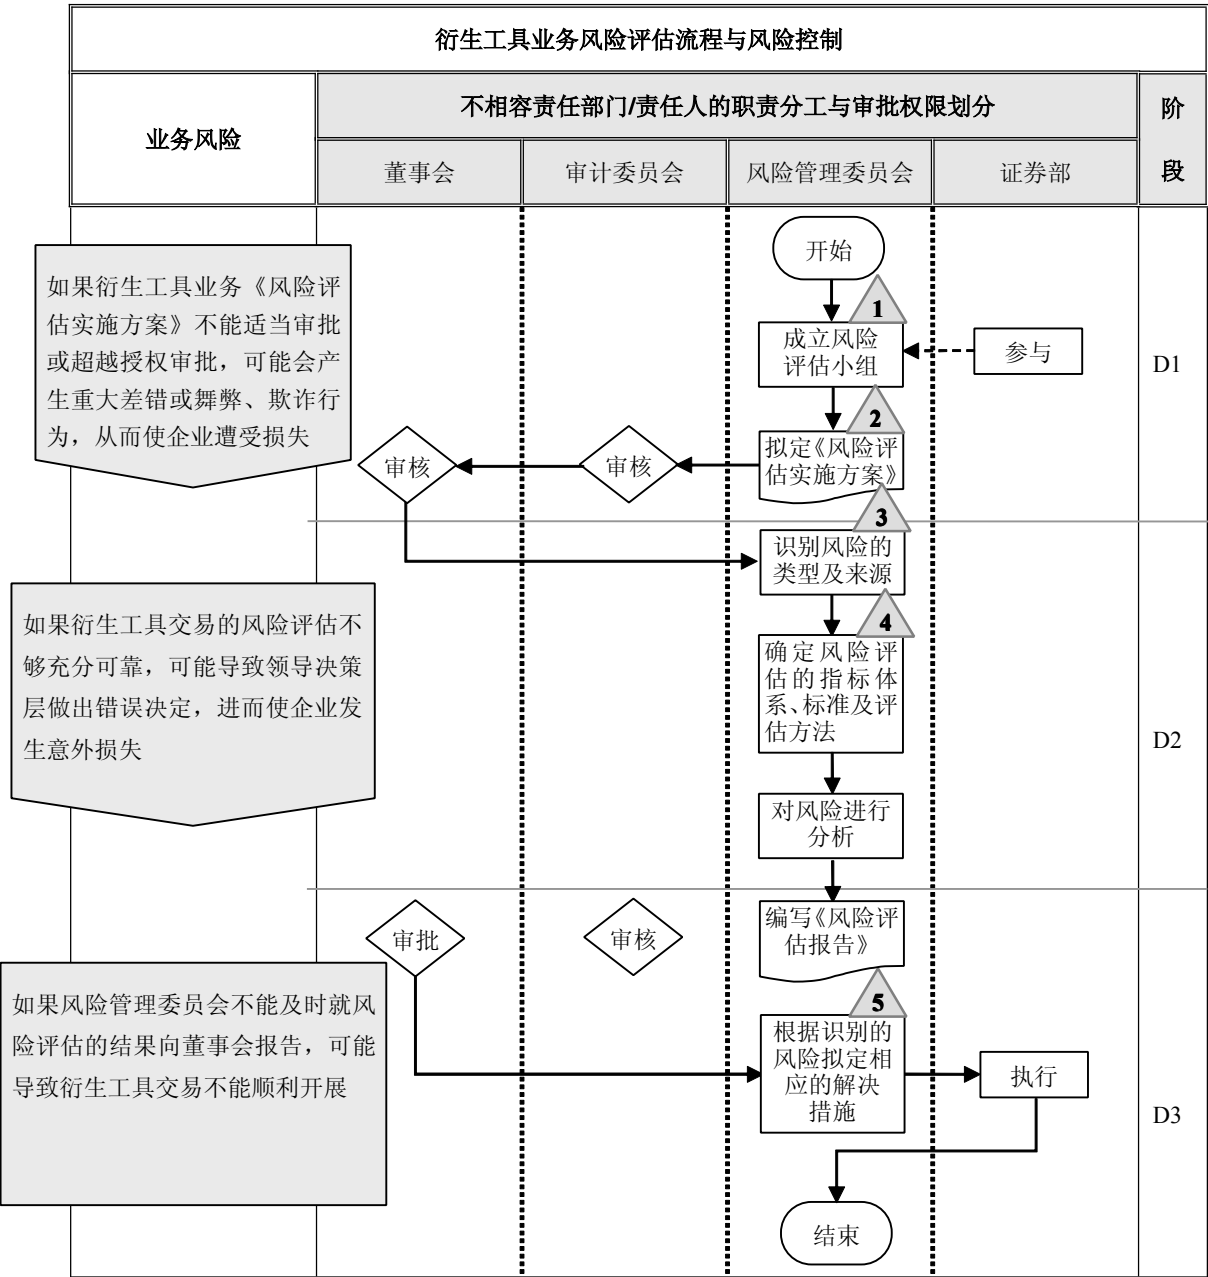 衍生工具业务风险评估流程与风险控制
业务风险
不相容责任部门/责任人的职责分工与审批权限划分
阶
段
董事会
审计委员会
风险管理委员会
证券部
如果衍生工具业务《风险评
估实施方案》不能适当审批
或超越授权审批，可能会产
生重大差错或舞弊、欺诈行
为，从而使企业遭受损失
开始
1
成立风险
评估小组
参与
D1
2
拟定《风险评
估实施方案》
审核
审核
3
识别风险的
类型及来源
如果衍生工具交易的风险评估不
够充分可靠，可能导致领导决策
层做出错误决定，进而使企业发
生意外损失
4
确定风险评
估的指标体
系、标准及评
估方法
D2
对风险进行
分析
编写《风险评
估报告》
审批
审核
如果风险管理委员会不能及时就风
险评估的结果向董事会报告，可能
导致衍生工具交易不能顺利开展
5
根据识别的
风险拟定相
应的解决
措施
执行
D3
结束